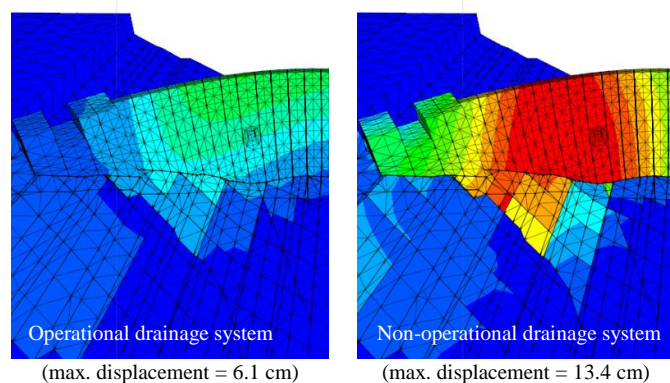 Operational drainage system
(max. displacement = 6.1 cm)
Non-operational drainage system
(max. displacement = 13.4 cm)